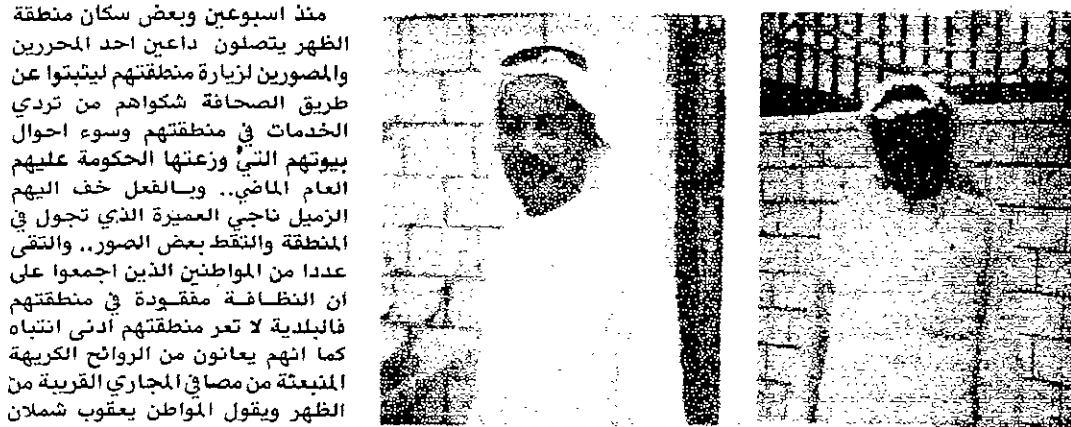 منذ اسبوعين وبعض سكان منطقة
الظهر يتصلون داعين احد المحررين
والمصورين لزيارة منطقتهم ليثبتوا عن
طريق الصحافة شكواهم من تردي
الخدمات في منطقتهم وسوء احوال
بيوتهم التي وزعتها الحكومة عليهم
العام الماضي.. وبالفعل خف اليهم
الزميل ناجي العميرة الذي تجول في
المنطقة والتقط بعض الصور.. والتقى
عددا من المواطنين الذين اجمعوا على
ان النظافة مفقودة في منطقتهم
فالبلدية لا تعر منطقتهم أدنى انتباه
كما انهم يعانون من الروائح الكريهة
المنبعثة من مصافي المجاري القريبة من
الظهر ويقول المواطن يعقوب شملان